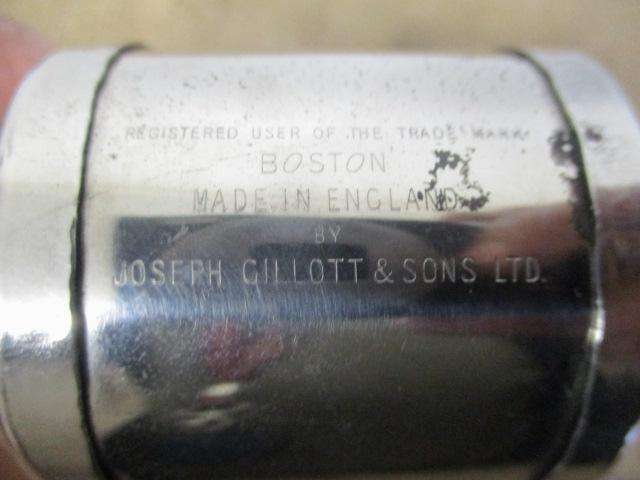 REGISTERED USER OF THE TRADE MARK
BOSTON
MADE IN ENGLAND
BY
JOSEPH GILLOTT & SONS LTD.